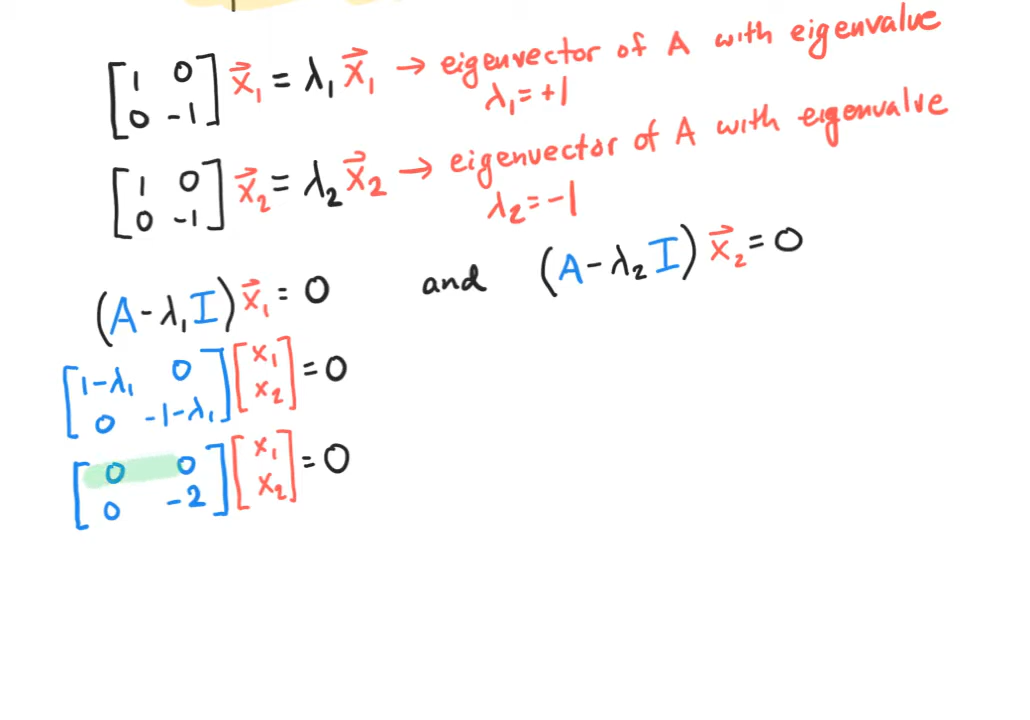 [1 0; 0 -1] x⃗₁ = λ₁ x⃗₁ → eigenvector of A with eigenvalue
λ₁ = +1
[1 0; 0 -1] x⃗₂ = λ₂ x⃗₂ → eigenvector of A with eigenvalue
λ₂ = -1
(A - λ₁ I) x⃗₁ = 0 and (A - λ₂ I) x⃗₂ = 0
[1-λ₁ 0; 0 -1-λ₁] [x₁; x₂] = 0
[0 0; 0 -2] [x₁; x₂] = 0